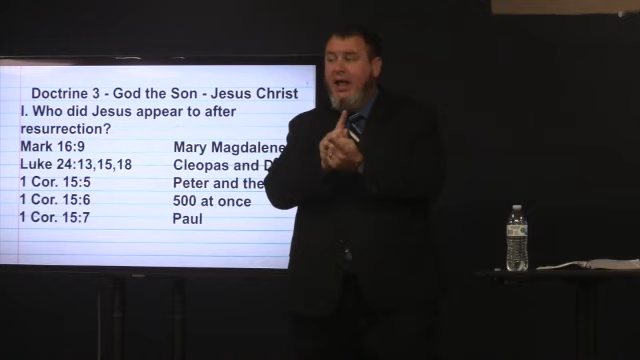 Doctrine 3 - God the Son - Jesus Christ
I. Who did Jesus appear to after
resurrection?
Mark 16:9 Mary Magdalene
Luke 24:13,15,18 Cleopas and
1 Cor. 15:5 Peter and the
1 Cor. 15:6 500 at once
1 Cor. 15:7 Paul